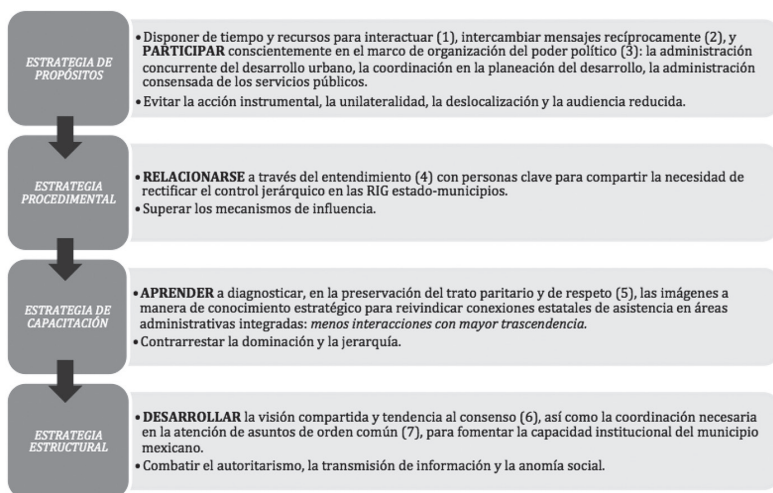 ESTRATEGIA DE
PROPÓSITOS
• Disponer de tiempo y recursos para interactuar (1), intercambiar mensajes recíprocamente (2), y
PARTICIPAR conscientemente en el marco de organización del poder político (3): la administración
concurrente del desarrollo urbano, la coordinación en la planeación del desarrollo, la administración
consensada de los servicios públicos.
• Evitar la acción instrumental, la unilateralidad, la deslocalización y la audiencia reducida.
ESTRATEGIA
PROCEDIMENTAL
• RELACIONARSE a través del entendimiento (4) con personas clave para compartir la necesidad de
rectificar el control jerárquico en las RIG estado-municipios.
• Superar los mecanismos de influencia.
ESTRATEGIA DE
CAPACITACIÓN
• APRENDER a diagnosticar, en la preservación del trato paritario y de respeto (5), las imágenes a
manera de conocimiento estratégico para reivindicar conexiones estatales de asistencia en áreas
administrativas integradas: menos interacciones con mayor trascendencia.
• Contrarrestar la dominación y la jerarquía.
ESTRATEGIA
ESTRUCTURAL
• DESARROLLAR la visión compartida y tendencia al consenso (6), así como la coordinación necesaria
en la atención de asuntos de orden común (7), para fomentar la capacidad institucional del municipio
mexicano.
• Combatir el autoritarismo, la transmisión de información y la anomía social.